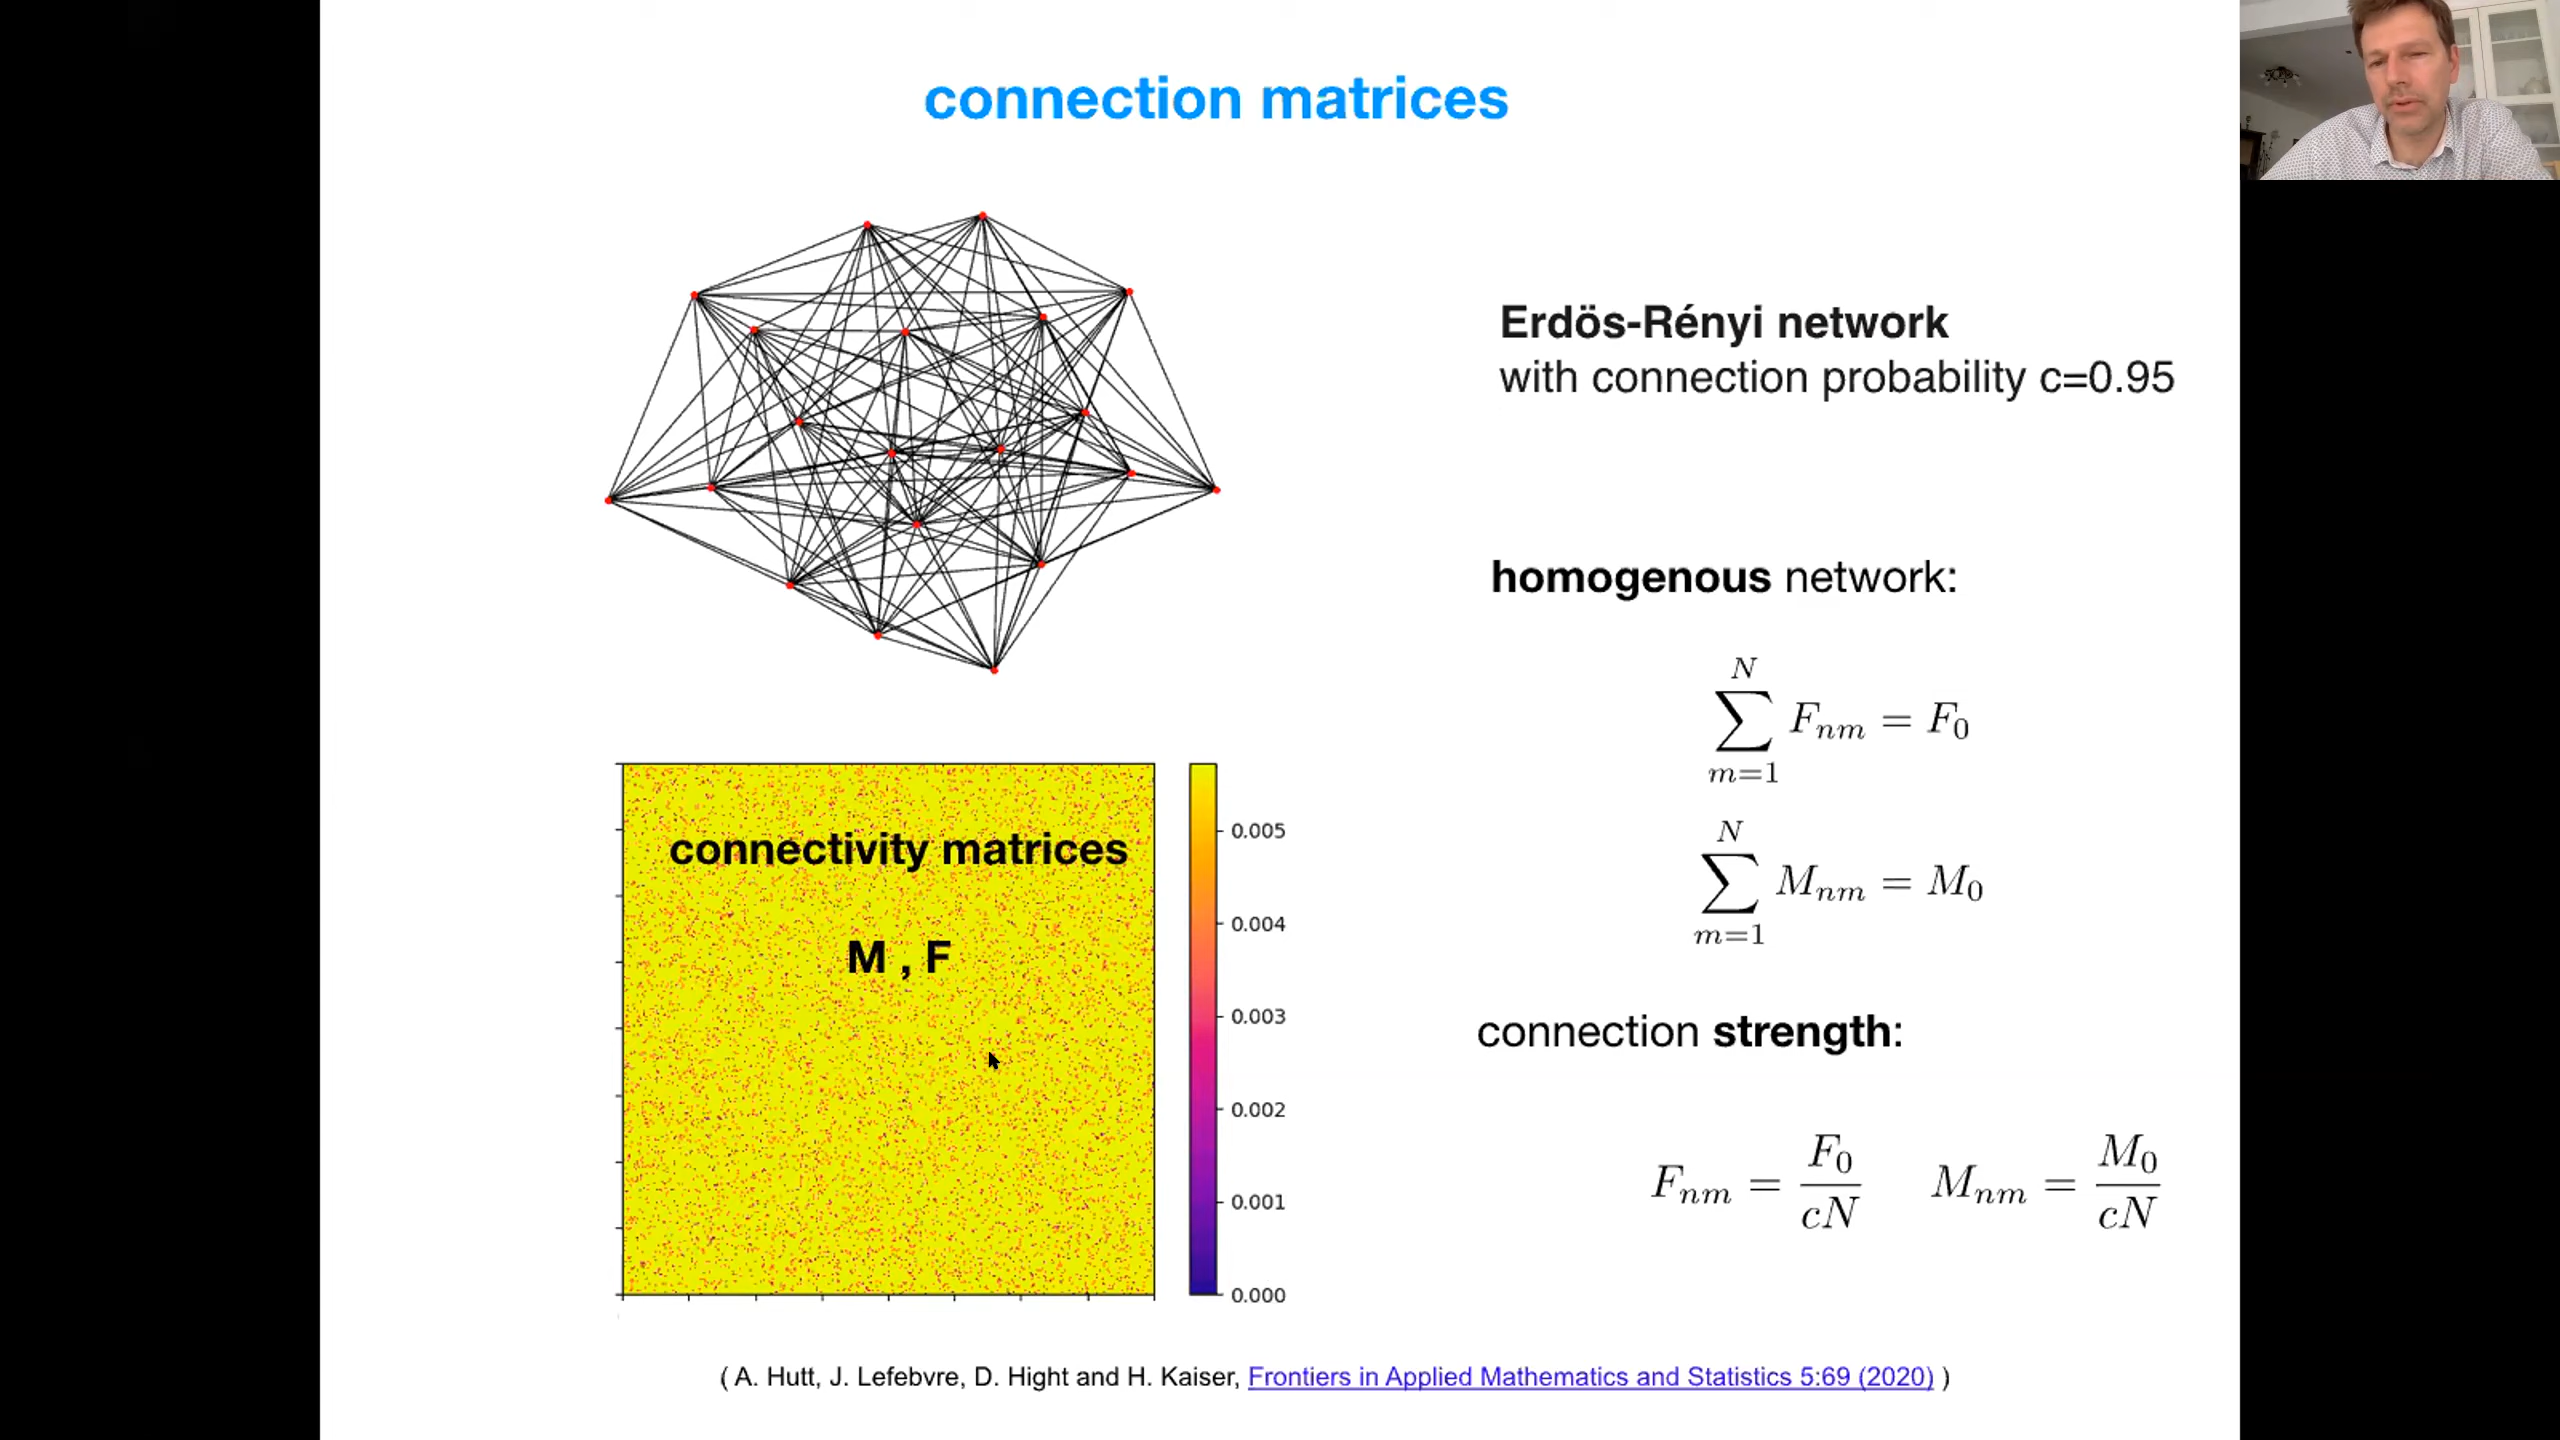 connection matrices
Erdös-Rényi network
with connection probability c=0.95
homogenous network:
N
∑ F_nm = F_0
m=1
N
∑ M_nm = M_0
m=1
connection strength:
F_nm = F_0 / cN    M_nm = M_0 / cN
connectivity matrices
M , F
0.005
0.004
0.003
0.002
0.001
0.000
( A. Hutt, J. Lefebvre, D. Hight and H. Kaiser, Frontiers in Applied Mathematics and Statistics 5:69 (2020) )